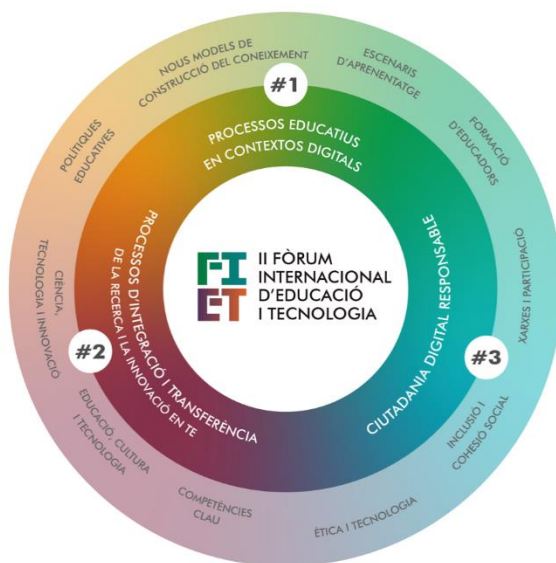 NOUS MODELS DE
CONSTRUCCIÓ DEL CONEIXEMENT
ESCENARIS
D'APRENENTATGE
FORMACIÓ
D'EDUCADORS
XARXES I PARTICIPACIÓ
INCLUSIÓ I
COHESIÓ SOCIAL
ÈTICA I TECNOLOGIA
COMPETÈNCIES
CLAU
EDUCACIÓ, CULTURA
I TECNOLOGIA
CIÈNCIA,
TECNOLOGIA I INNOVACIÓ
POLÍTIQUES
EDUCATIVES
#1
PROCESSOS EDUCATIUS
EN CONTEXTOS DIGITALS
#2
PROCESSOS D'INTEGRACIÓ I TRANSFERÈNCIA
DE LA RECERCA I LA INNOVACIÓ EN TE
#3
CIUTADANIA DIGITAL RESPONSABLE
FI
ET
II FÒRUM
INTERNACIONAL
D'EDUCACIÓ
I TECNOLOGIA